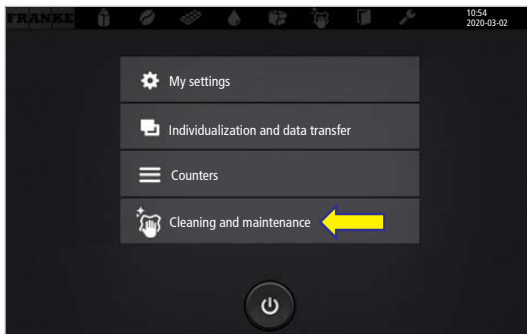 FRANKE
10:54
2020-03-02
My settings
Individualization and data transfer
Counters
Cleaning and maintenance